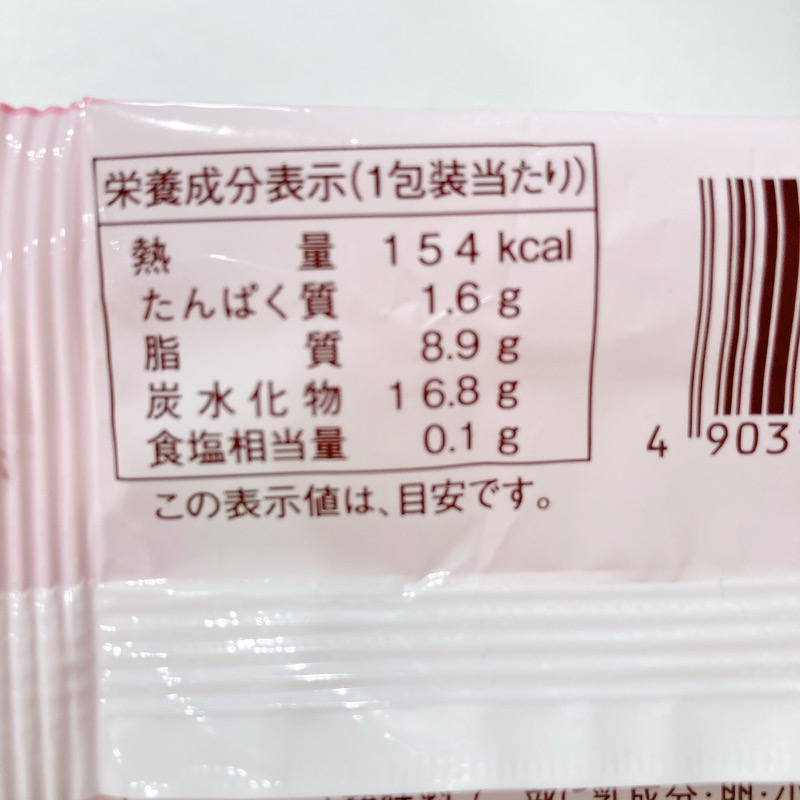 栄養成分表示(1包装当たり)
熱量 154 kcal
たんぱく質 1.6 g
脂質 8.9 g
炭水化物 16.8 g
食塩相当量 0.1 g
この表示値は、目安です。
4 903